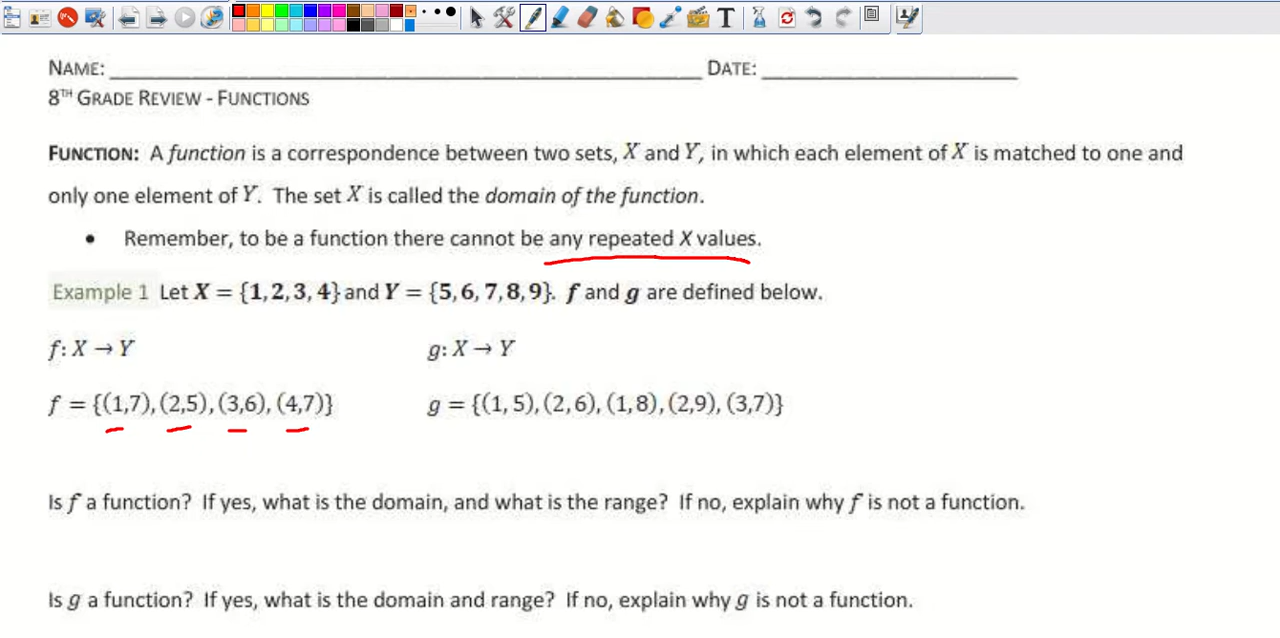 NAME: ________________ DATE: ________________
8TH GRADE REVIEW - FUNCTIONS
FUNCTION: A function is a correspondence between two sets, X and Y, in which each element of X is matched to one and
only one element of Y. The set X is called the domain of the function.
• Remember, to be a function there cannot be any repeated X values.
Example 1 Let X = {1, 2, 3, 4} and Y = {5, 6, 7, 8, 9}. f and g are defined below.
f: X → Y g: X → Y
f = {(1,7), (2,5), (3,6), (4,7)} g = {(1, 5), (2, 6), (1, 8), (2,9), (3,7)}
Is f a function? If yes, what is the domain, and what is the range? If no, explain why f is not a function.
Is g a function? If yes, what is the domain and range? If no, explain why g is not a function.